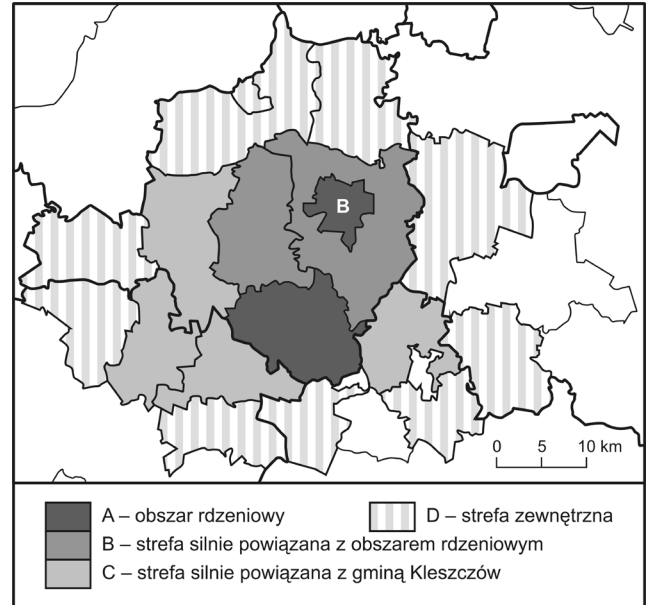 B
0 5 10 km
A – obszar rdzeniowy
D – strefa zewnętrzna
B – strefa silnie powiązana z obszarem rdzeniowym
C – strefa silnie powiązana z gminą Kleszczów